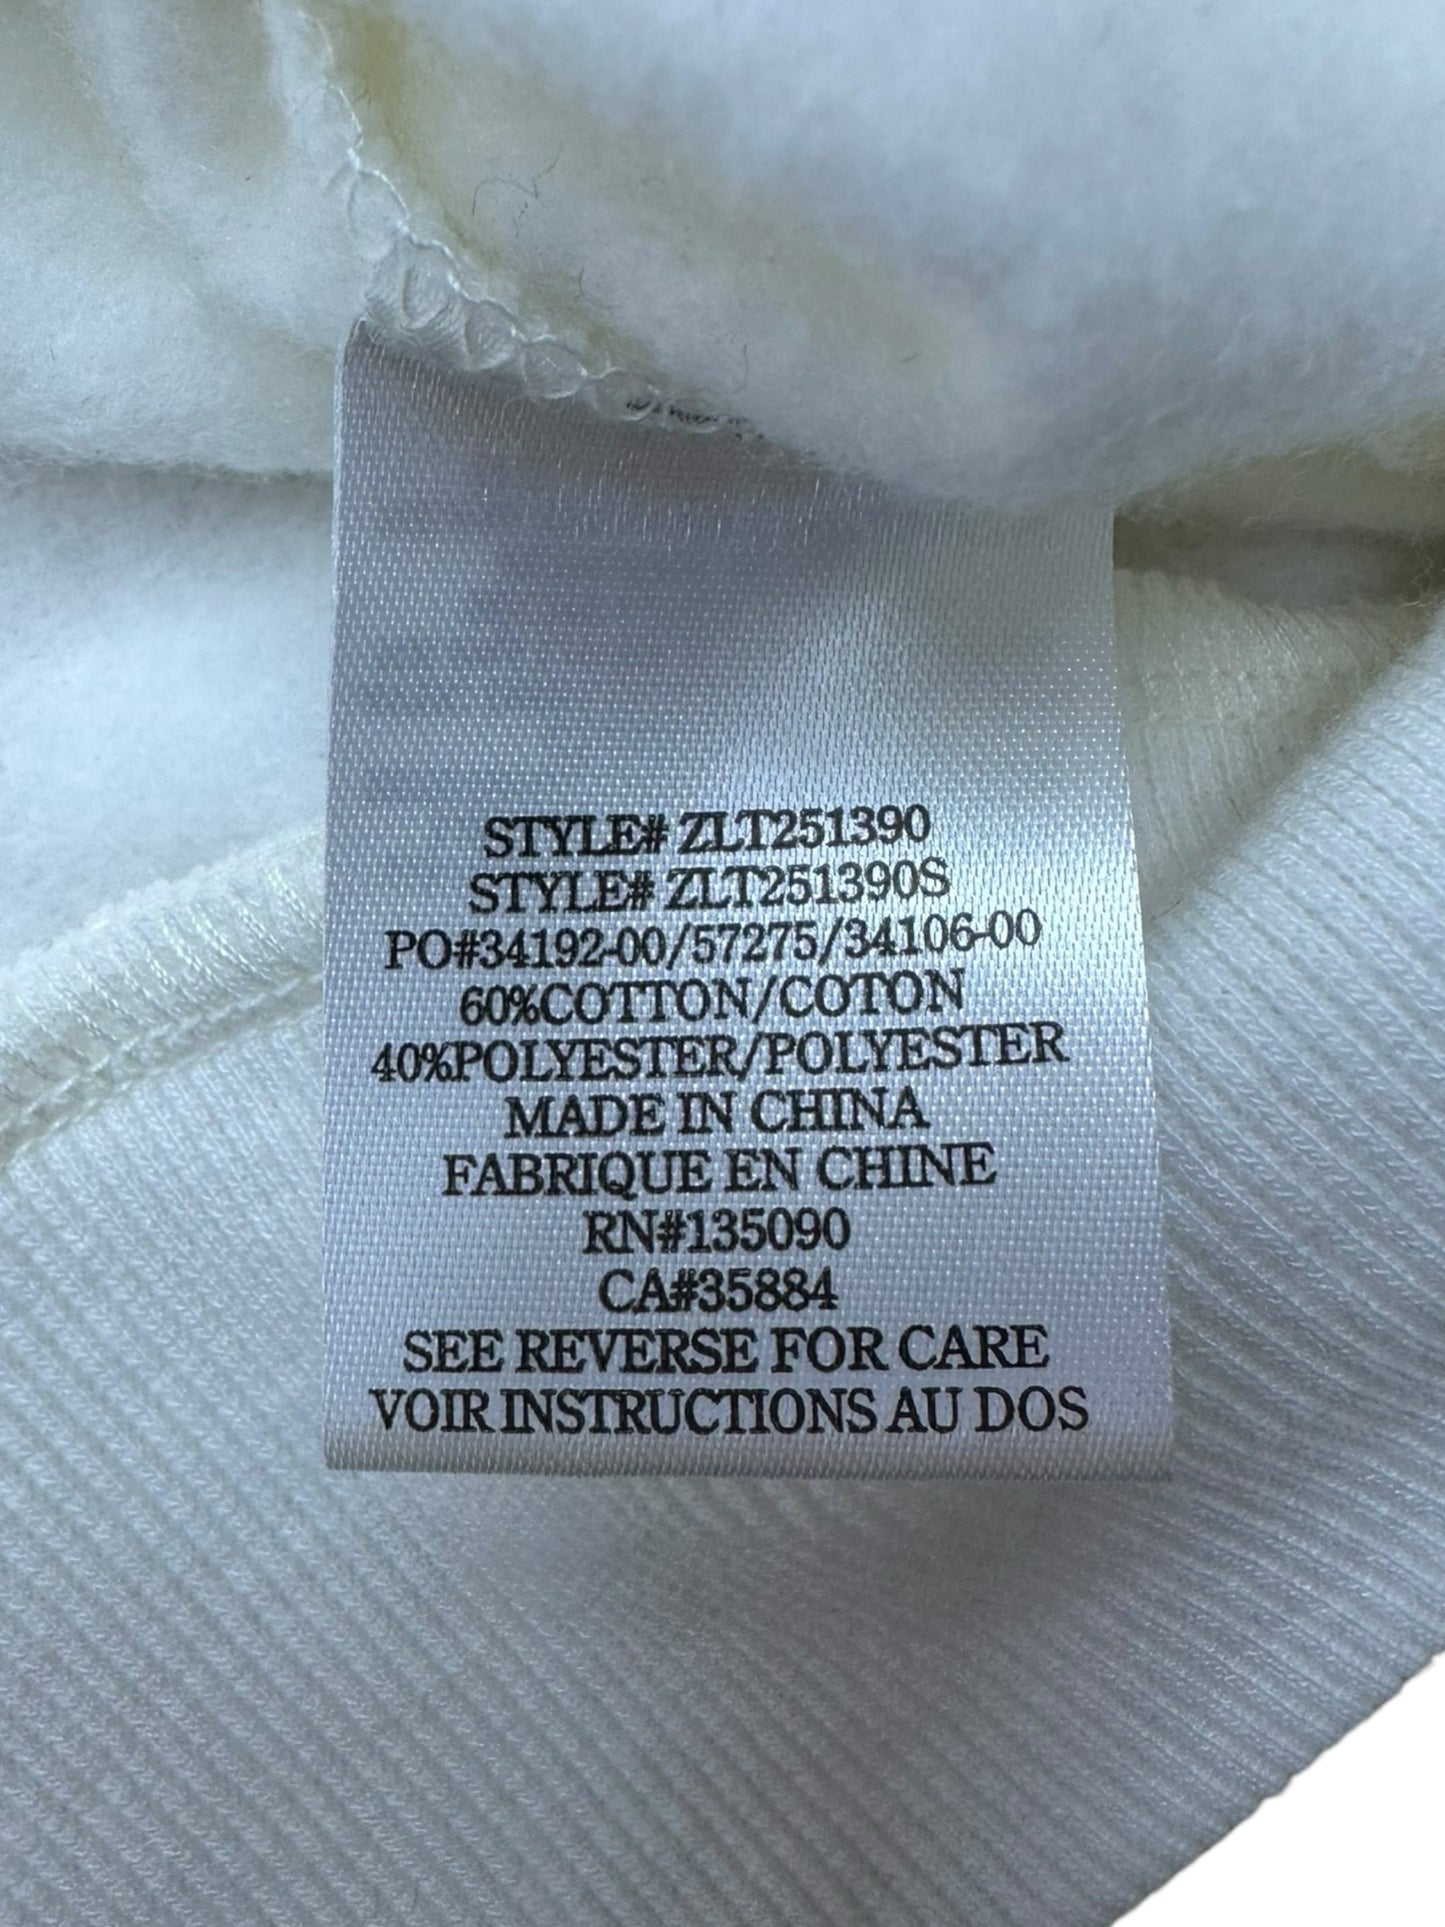 STYLE# ZLT251390
STYLE# ZLT251390S
PO#34192-00/57275/34106-00
60%COTTON/COTON
40%POLYESTER/POLYESTER
MADE IN CHINA
FABRIQUE EN CHINE
RN#135090
CA#35884
SEE REVERSE FOR CARE
VOIR INSTRUCTIONS AU DOS